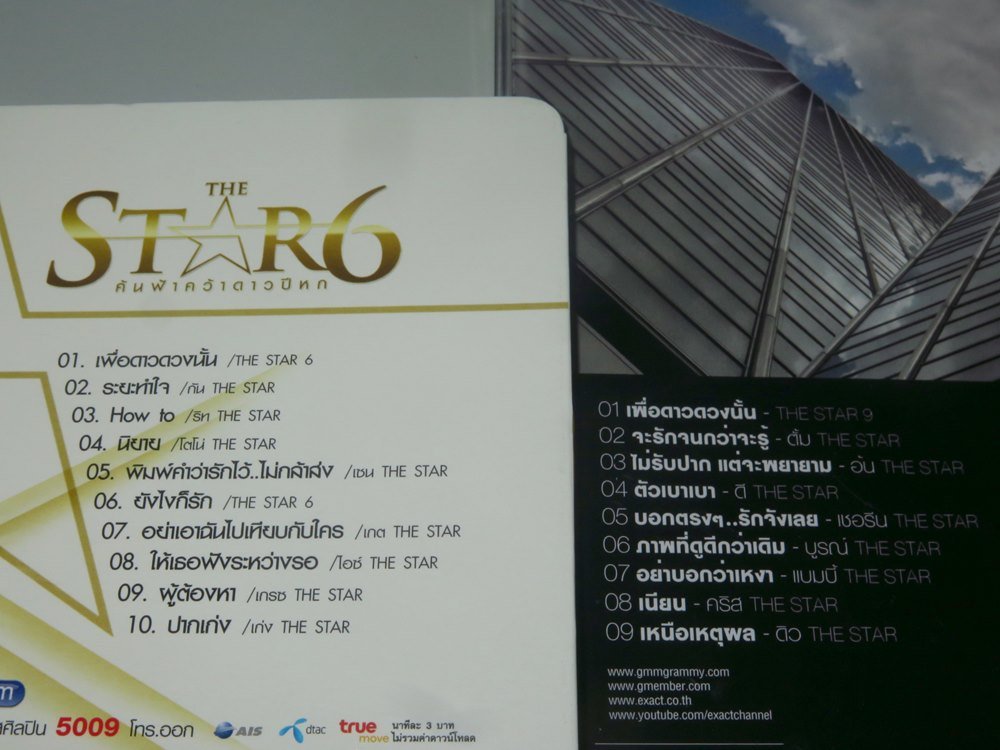 THE
STAR6
ค้นฟ้าคว้าดาวปีหก
01. เพื่อดาวดวงนั้น /THE STAR 6
02. ระยะทำใจ /กัน THE STAR
03. How to /ริท THE STAR
04. นิยาย /โตโน่ THE STAR
05. พิมพ์คำว่ารักไว้..ไม่กล้าส่ง /เซน THE STAR
06. ยังไงก็รัก /THE STAR 6
07. อย่าเอาฉันไปเทียบกับใคร /เกต THE STAR
08. ให้เธอฟังระหว่างรอ /ไอซ์ THE STAR
09. ผู้ต้องหา /เกรซ THE STAR
10. ปากเก่ง /เก่ง THE STAR
ศิลปิน 5009 โทร.ออก
AIS
dtac
true
move
นาทีละ 3 บาท
ไม่รวมค่าดาวน์โหลด
01 เพื่อดาวดวงนั้น - THE STAR 9
02 จะรักจนกว่าจะรู้ - ตั้ม THE STAR
03 ไม่รับปาก แต่จะพยายาม - อ้น THE STAR
04 ตัวเบาเบา - ดี THE STAR
05 บอกตรงๆ..รักจังเลย - เชอรีน THE STAR
06 ภาพที่ดูดีกว่าเดิม - บูรณ์ THE STAR
07 อย่าบอกว่าเหงา - แบมบี้ THE STAR
08 เนียน - คริส THE STAR
09 เหนือเหตุผล - ดิว THE STAR
www.gmmgrammy.com
www.gmember.com
www.exact.co.th
www.youtube.com/exactchannel